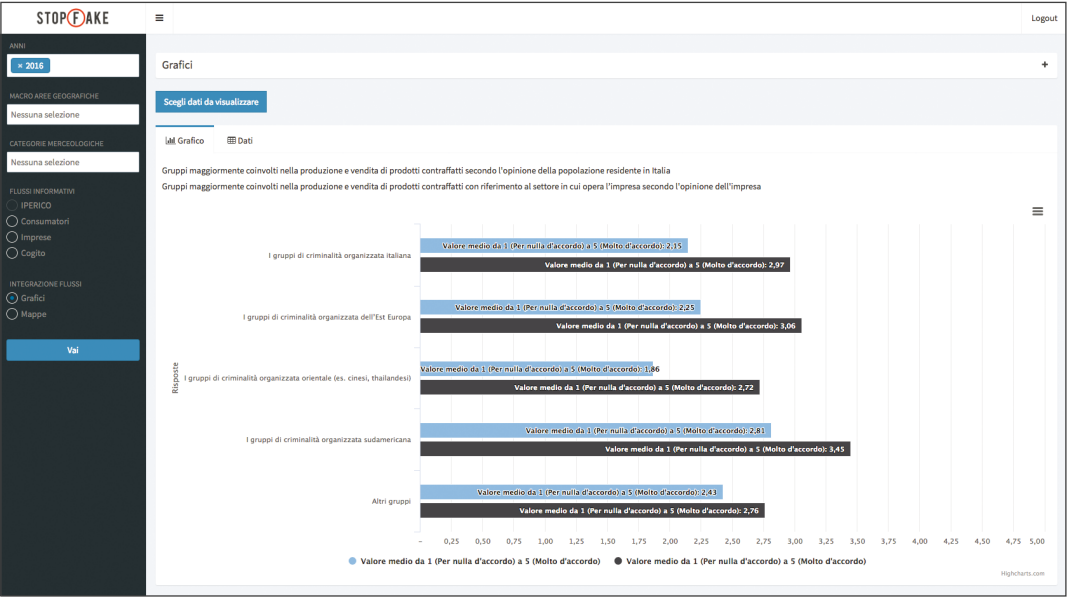 STOPFAKE
Logout
ANNI
× 2016
MACRO AREE GEOGRAFICHE
Nessuna selezione
CATEGORIE MERCEOLOGICHE
Nessuna selezione
FLUSSI INFORMATIVI
IPERICO
Consumatori
Imprese
Cogito
INTEGRAZIONE FLUSSI
Grafici
Mappe
Vai
Grafici +
Scegli dati da visualizzare
Grafico Dati
Gruppi maggiormente coinvolti nella produzione e vendita di prodotti contraffatti secondo l'opinione della popolazione residente in Italia
Gruppi maggiormente coinvolti nella produzione e vendita di prodotti contraffatti con riferimento al settore in cui opera l'impresa secondo l'opinione dell'impresa
Risposte
I gruppi di criminalità organizzata italiana
Valore medio da 1 (Per nulla d'accordo) a 5 (Molto d'accordo): 2,15
Valore medio da 1 (Per nulla d'accordo) a 5 (Molto d'accordo): 2,97
I gruppi di criminalità organizzata dell'Est Europa
Valore medio da 1 (Per nulla d'accordo) a 5 (Molto d'accordo): 2,25
Valore medio da 1 (Per nulla d'accordo) a 5 (Molto d'accordo): 3,06
I gruppi di criminalità organizzata orientale (es. cinesi, thailandesi)
Valore medio da 1 (Per nulla d'accordo) a 5 (Molto d'accordo): 1,86
Valore medio da 1 (Per nulla d'accordo) a 5 (Molto d'accordo): 2,72
I gruppi di criminalità organizzata sudamericana
Valore medio da 1 (Per nulla d'accordo) a 5 (Molto d'accordo): 2,81
Valore medio da 1 (Per nulla d'accordo) a 5 (Molto d'accordo): 3,45
Altri gruppi
Valore medio da 1 (Per nulla d'accordo) a 5 (Molto d'accordo): 2,43
Valore medio da 1 (Per nulla d'accordo) a 5 (Molto d'accordo): 2,76
– 0,25 0,50 0,75 1,00 1,25 1,50 1,75 2,00 2,25 2,50 2,75 3,00 3,25 3,50 3,75 4,00 4,25 4,50 4,75 5,00
Valore medio da 1 (Per nulla d'accordo) a 5 (Molto d'accordo) Valore medio da 1 (Per nulla d'accordo) a 5 (Molto d'accordo)
Highcharts.com